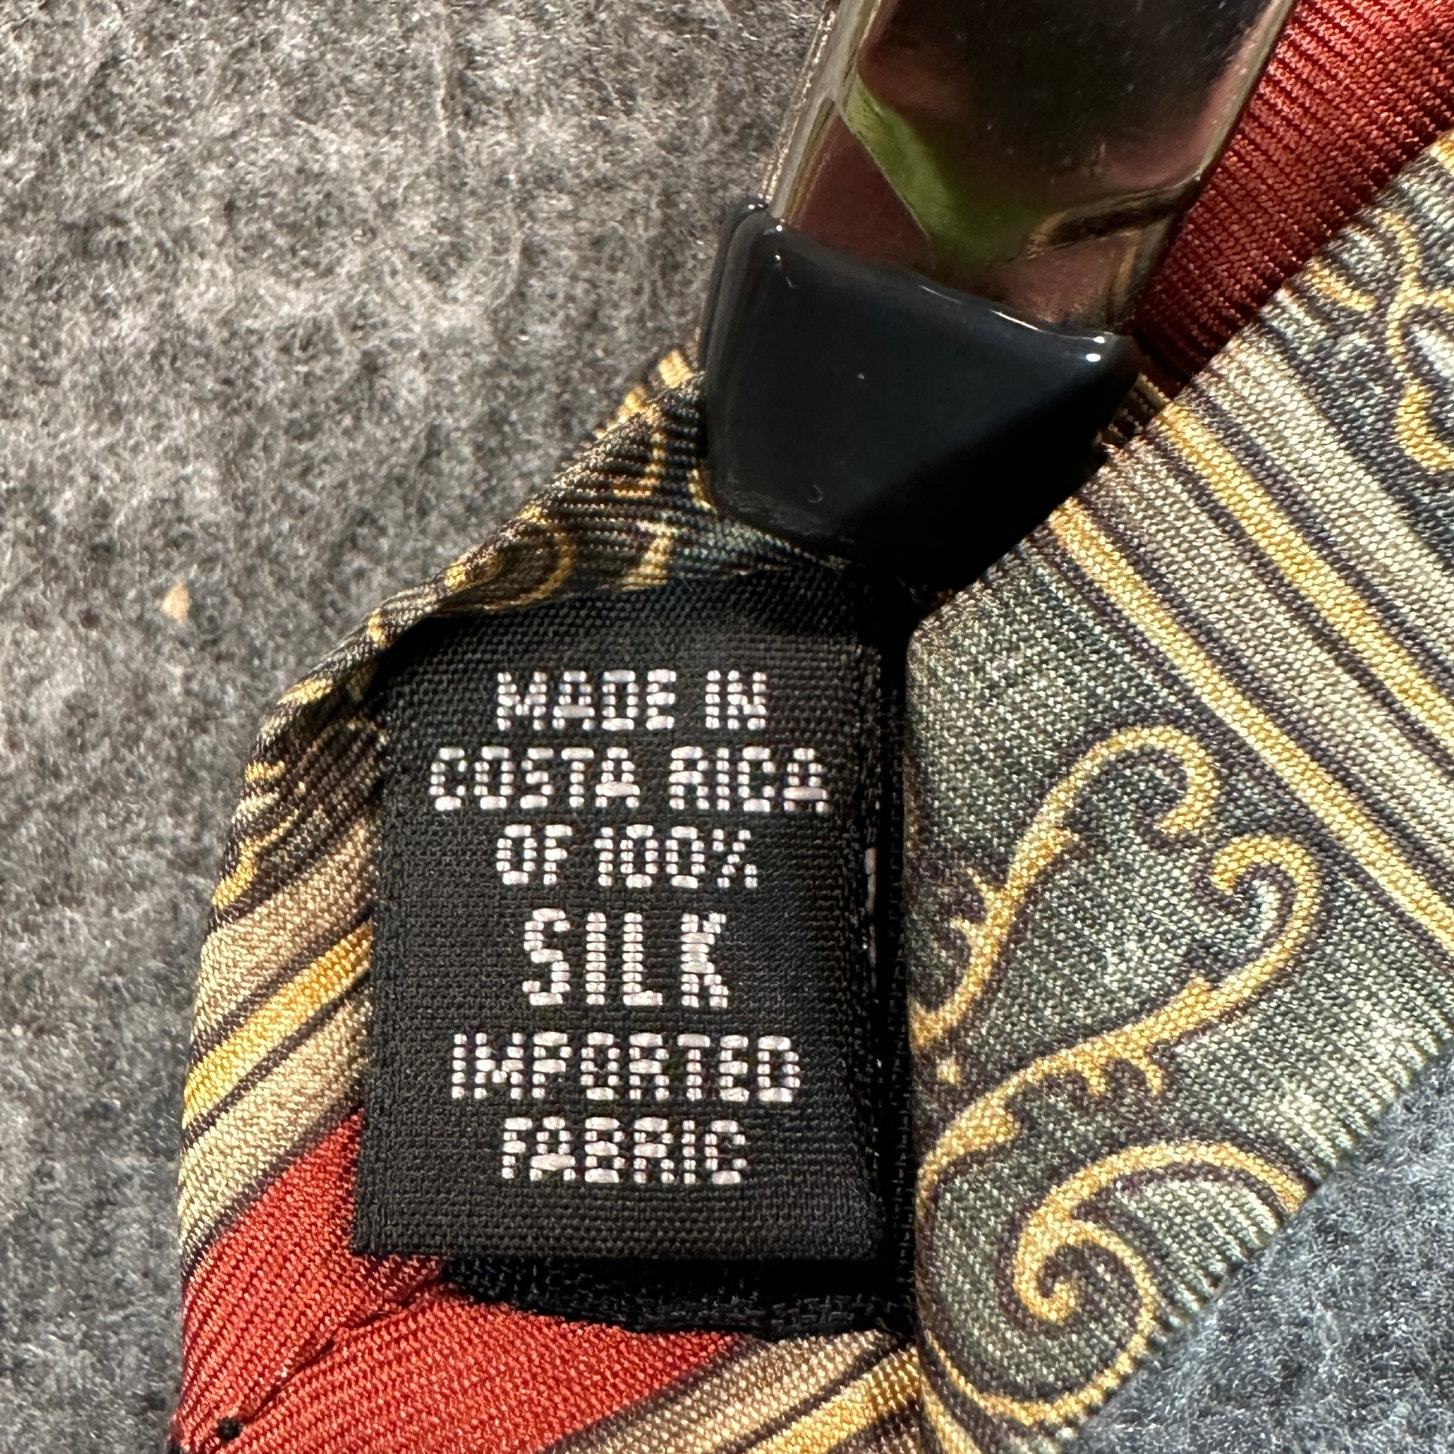 MADE IN
COSTA RICA
OF 100%
SILK
IMPORTED
FABRIC